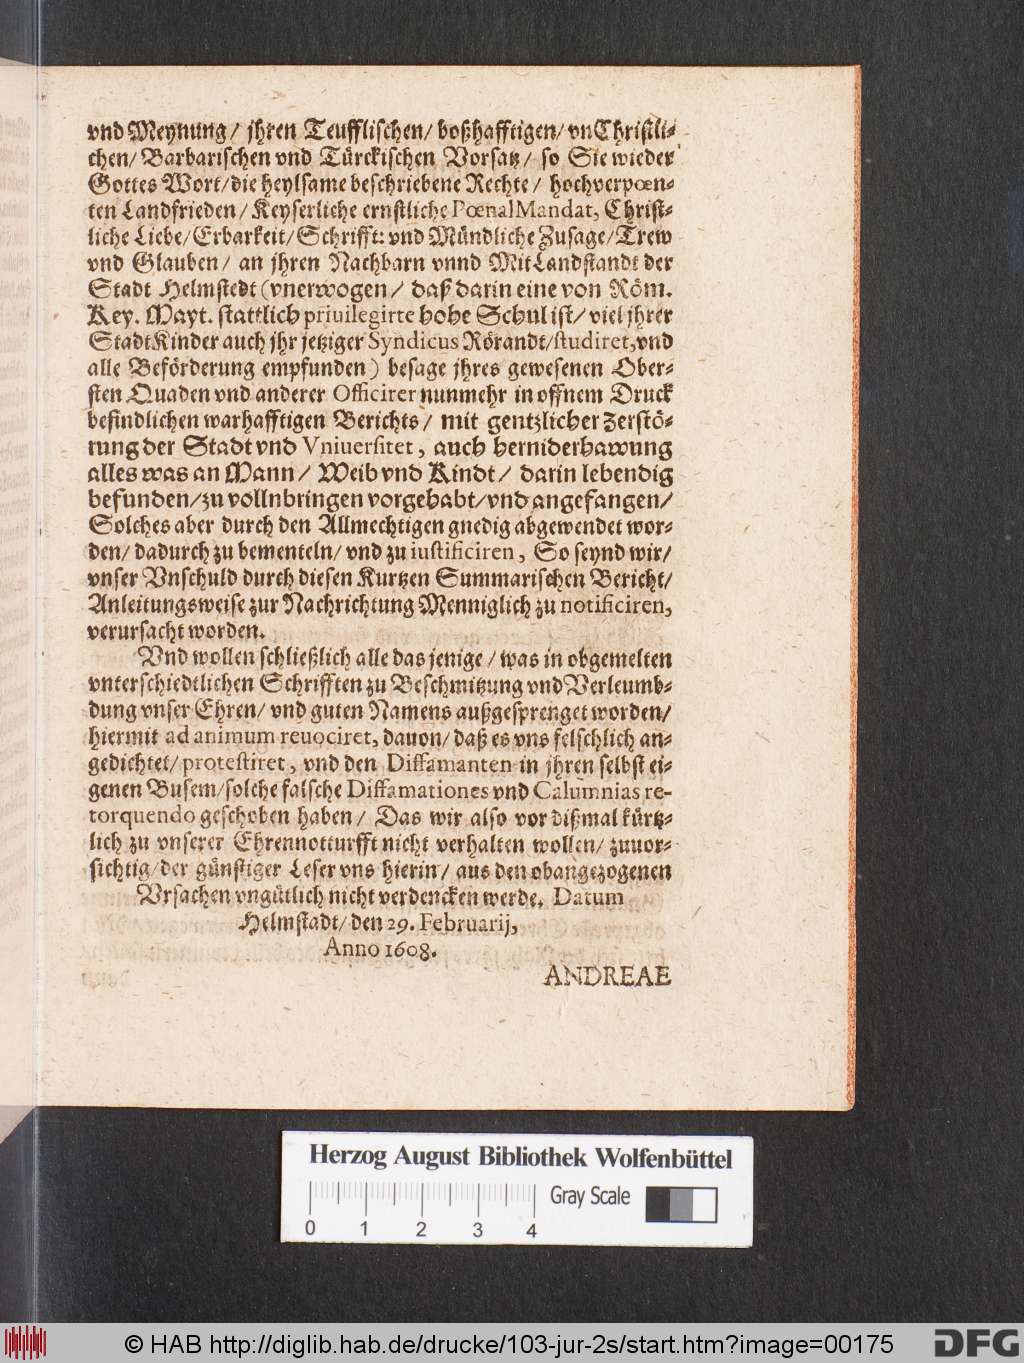 vnd Meynung/ jhren Teufflischen/ boßhafftigen/ vnChristli-
chen/ Barbarischen vnd Türckischen Vorsatz/ so Sie wieder
Gottes Wort/ die heylsame beschriebene Rechte/ hochverpœn-
ten Landfrieden/ Keyserliche ernstliche PœnalMandat, Christ-
liche Liebe/ Erbarkeit/ Schrifft: vnd Mündliche Zusage/ Trew
vnd Glauben/ an jhren Nachbarn vnnd MitLandstandt der
Stadt Helmstedt (vnerwogen/ daß darin eine von Röm.
Key. Mayt. stattlich priuilegirte hohe Schul ist/ viel jhrer
StadtKinder auch jhr jetziger Syndicus Rörandt/ studiret, vnd
alle Beförderung empfunden) besage jhres gewesenen Ober-
sten Quaden vnd anderer Officirer nunmehr in offnem Druck
befindlichen warhafftigen Berichts/ mit gentzlicher zerstö-
rung der Stadt vnd Vniuersitet, auch herniderhawung
alles was an Mann/ Weib vnd Kindt/ darin lebendig
befunden/ zu vollnbringen vorgehabt/ vnd angefangen/
Solches aber durch den Allmechtigen gnedig abgewendet wor-
den/ dadurch zu bementeln/ vnd zu iustificiren, So seynd wir/
vnser Vnschuld durch diesen Kurtzen Summarischen Bericht/
Anleitungsweise zur Nachrichtung Menniglich zu notificiren,
verursacht worden.
Vnd wollen schließlich alle das jenige/ was in obgemelten
vnterschiedtlichen Schrifften zu Beschmitzung vnd Verleumb-
dung vnser Ehren/ vnd guten Namens außgesprenget worden/
hiermit ad animum reuociret, dauon/ daß es vns felschlich an-
gedichtet/ protestiret, vnd den Diffamanten in jhren selbst ei-
genen Busem/ solche falsche Diffamationes vnd Calumnias re-
torquendo geschoben haben/ Das wir also vor dißmal kürtz-
lich zu vnserer Ehrennotturfft nicht verhalten wollen/ zuuor-
sichtig/ der günstiger Leser vns hierin/ aus den obangezogenen
Vrsachen vngütlich nicht verdencken werde. Datum
Helmstadt/ den 29. Februarij,
Anno 1608.
ANDREAE
Herzog August Bibliothek Wolfenbüttel
Gray Scale
0 1 2 3 4
© HAB http://diglib.hab.de/drucke/103-jur-2s/start.htm?image=00175
DFG